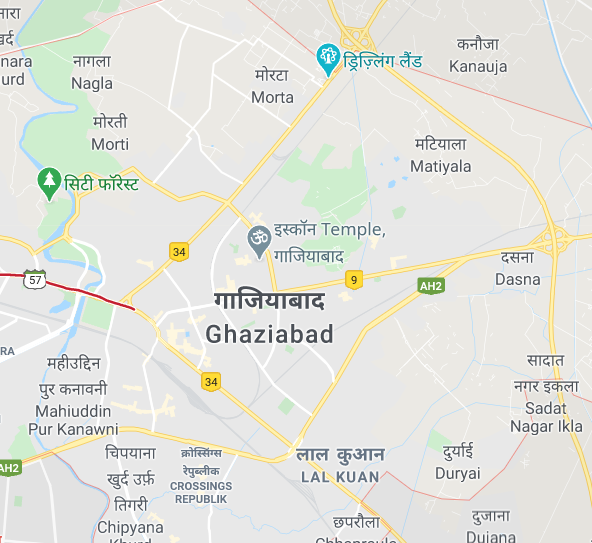 नागला
Nagla
मोरटा
Morta
ड्रिज़्लिंग लैंड
कनौजा
Kanauja
मोरती
Morti
मटियाला
Matiyala
सिटी फॉरेस्ट
इस्कॉन Temple,
गाजियाबाद
34
57
9
AH2
दसना
Dasna
गाजियाबाद
Ghaziabad
महीउद्दिन
पुर कनावनी
Mahiuddin
Pur Kanawni
34
सादात
नगर इकला
Sadat
Nagar Ikla
AH2
चिपयाना
खुर्द उर्फ़
तिगरी
Chipyana
क्रोस्सिंग्स
रेपुब्लीक
CROSSINGS
REPUBLIK
लाल कुआन
LAL KUAN
दुर्याई
Duryai
छपरौला
दुजाना
Dujana